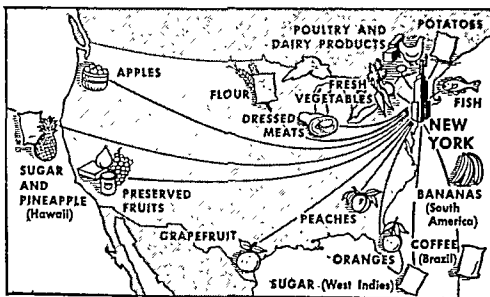 POULTRY AND
DAIRY PRODUCTS
POTATOES
APPLES
FLOUR
FRESH
VEGETABLES
DRESSED
MEATS
FISH
NEW
YORK
SUGAR
AND
PINEAPPLE
(Hawaii)
PRESERVED
FRUITS
BANANAS
(South
America)
PEACHES
GRAPEFRUIT
ORANGES
COFFEE
(Brazil)
SUGAR (West Indies)